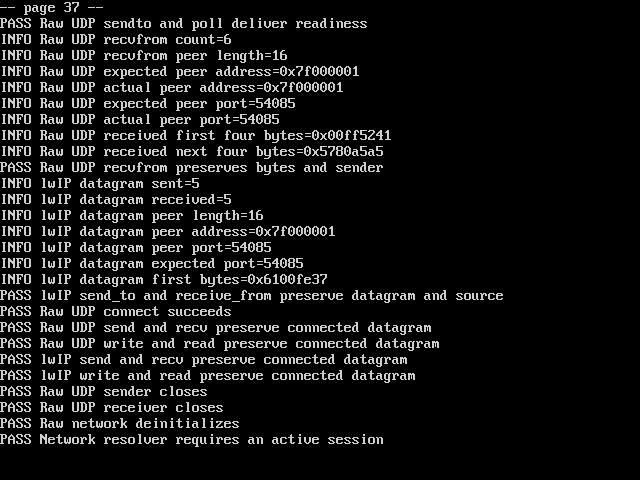 -- page 37 --
PASS Raw UDP sendto and poll deliver readiness
INFO Raw UDP recvfrom count=6
INFO Raw UDP recvfrom peer length=16
INFO Raw UDP expected peer address=0x7f000001
INFO Raw UDP actual peer address=0x7f000001
INFO Raw UDP expected peer port=54085
INFO Raw UDP actual peer port=54085
INFO Raw UDP received first four bytes=0x00ff5241
INFO Raw UDP received next four bytes=0x5780a5a5
PASS Raw UDP recvfrom preserves bytes and sender
INFO lwIP datagram sent=5
INFO lwIP datagram received=5
INFO lwIP datagram peer length=16
INFO lwIP datagram peer address=0x7f000001
INFO lwIP datagram peer port=54085
INFO lwIP datagram expected port=54085
INFO lwIP datagram first bytes=0x6100fe37
PASS lwIP send_to and receive_from preserve datagram and source
PASS Raw UDP connect succeeds
PASS Raw UDP send and recv preserve connected datagram
PASS Raw UDP write and read preserve connected datagram
PASS lwIP send and recv preserve connected datagram
PASS lwIP write and read preserve connected datagram
PASS Raw UDP sender closes
PASS Raw UDP receiver closes
PASS Raw network deinitializes
PASS Network resolver requires an active session